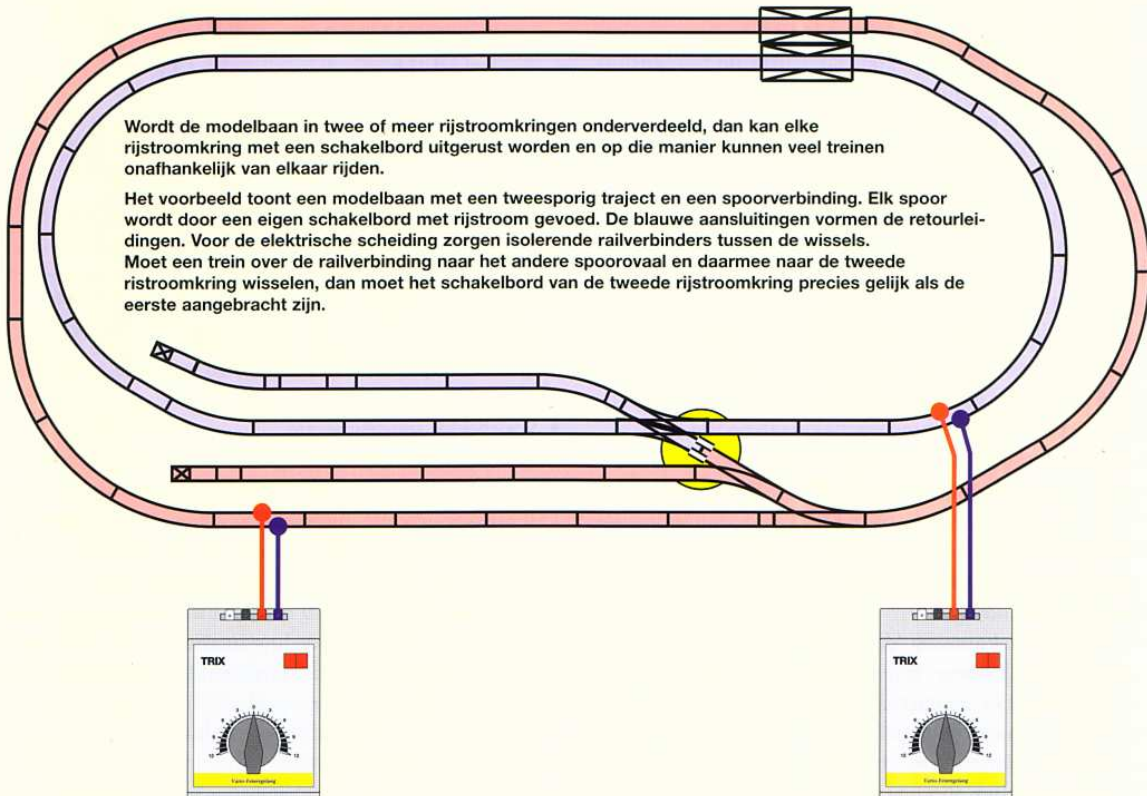 Wordt de modelbaan in twee of meer rijstroomkringen onderverdeeld, dan kan elke
rijstroomkring met een schakelbord uitgerust worden en op die manier kunnen veel treinen
onafhankelijk van elkaar rijden.
Het voorbeeld toont een modelbaan met een tweesporig traject en een spoorverbinding. Elk spoor
wordt door een eigen schakelbord met rijstroom gevoed. De blauwe aansluitingen vormen de retourlei-
dingen. Voor de elektrische scheiding zorgen isolerende railverbinders tussen de wissels.
Moet een trein over de railverbinding naar het andere spoorovaal en daarmee naar de tweede
ristroomkring wisselen, dan moet het schakelbord van de tweede rijstroomkring precies gelijk als de
eerste aangebracht zijn.
TRIX
TRIX